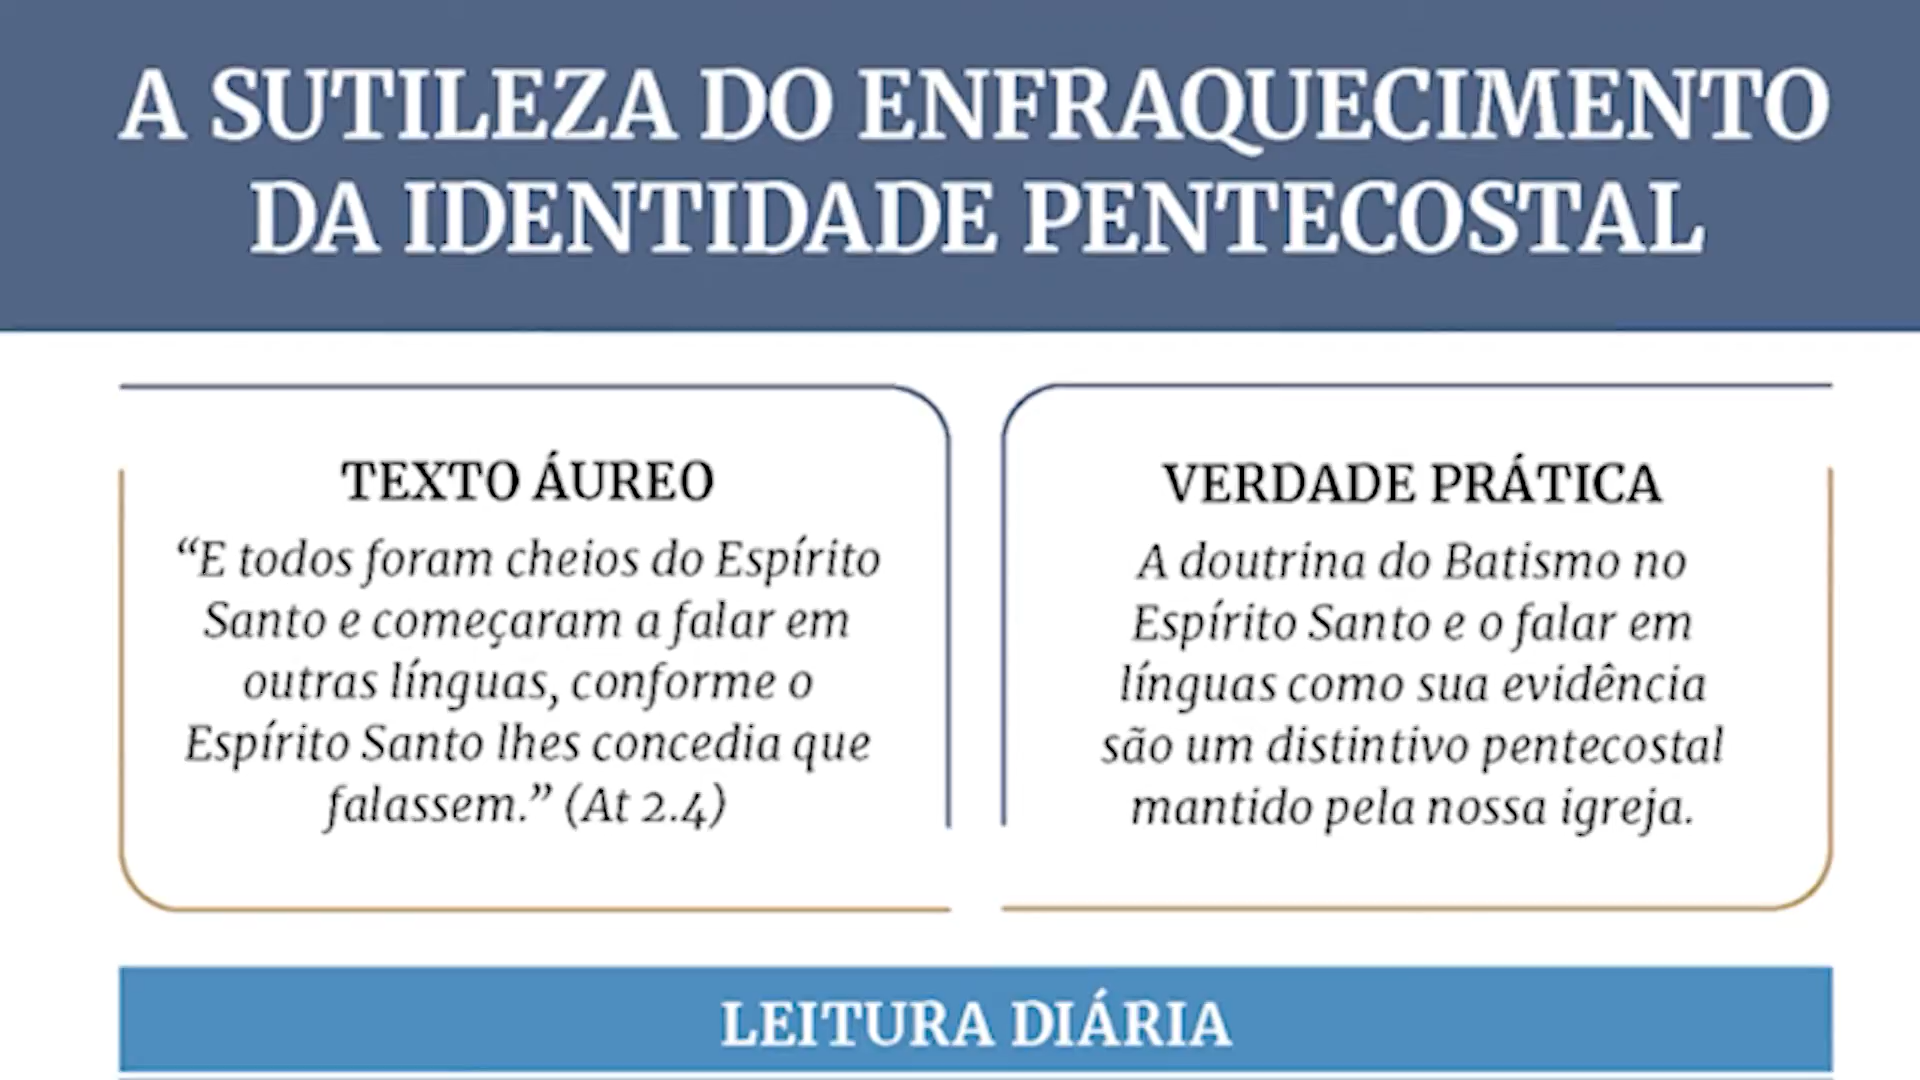 A SUTILEZA DO ENFRAQUECIMENTO
DA IDENTIDADE PENTECOSTAL
TEXTO ÁUREO
“E todos foram cheios do Espírito
Santo e começaram a falar em
outras línguas, conforme o
Espírito Santo lhes concedia que
falassem.” (At 2.4)
VERDADE PRÁTICA
A doutrina do Batismo no
Espírito Santo e o falar em
línguas como sua evidência
são um distintivo pentecostal
mantido pela nossa igreja.
LEITURA DIÁRIA